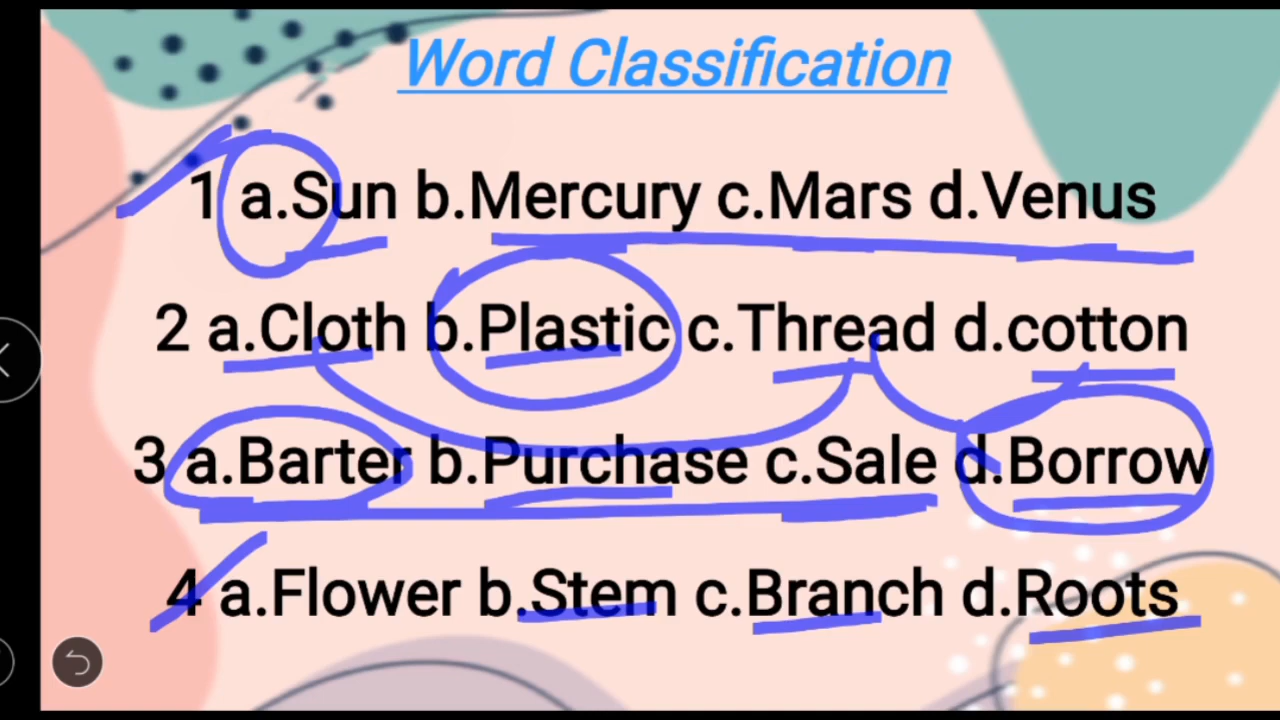 Word Classification
1 a.Sun b.Mercury c.Mars d.Venus
2 a.Cloth b.Plastic c.Thread d.cotton
3 a.Barter b.Purchase c.Sale d.Borrow
4 a.Flower b.Stem c.Branch d.Roots